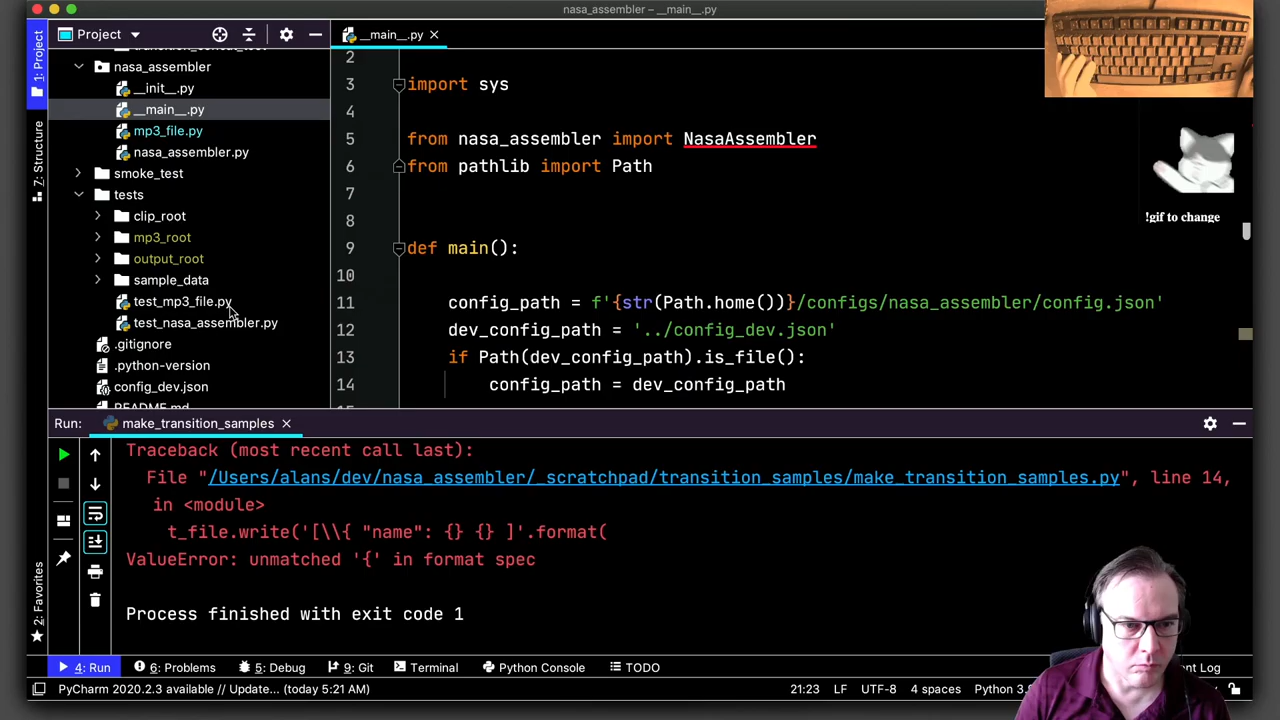 nasa_assembler – __main__.py
Project
__main__.py
1: Project
7: Structure
2: Favorites
nasa_assembler
__init__.py
__main__.py
mp3_file.py
nasa_assembler.py
smoke_test
tests
clip_root
mp3_root
output_root
sample_data
test_mp3_file.py
test_nasa_assembler.py
.gitignore
.python-version
config_dev.json
README.md
2
3 import sys
4
5 from nasa_assembler import NasaAssembler
6 from pathlib import Path
7
8
9 def main():
10
11 config_path = f'{str(Path.home())}/configs/nasa_assembler/config.json'
12 dev_config_path = '../config_dev.json'
13 if Path(dev_config_path).is_file():
14 config_path = dev_config_path
!gif to change
Run: make_transition_samples
Traceback (most recent call last):
File "/Users/alans/dev/nasa_assembler/_scratchpad/transition_samples/make_transition_samples.py", line 14,
in <module>
t_file.write('[\\{ "name": {} {} ]'.format(
ValueError: unmatched '{' in format spec
Process finished with exit code 1
4: Run
6: Problems
5: Debug
9: Git
Terminal
Python Console
TODO
nt Log
PyCharm 2020.2.3 available // Update... (today 5:21 AM)
21:23 LF UTF-8 4 spaces Python 3.